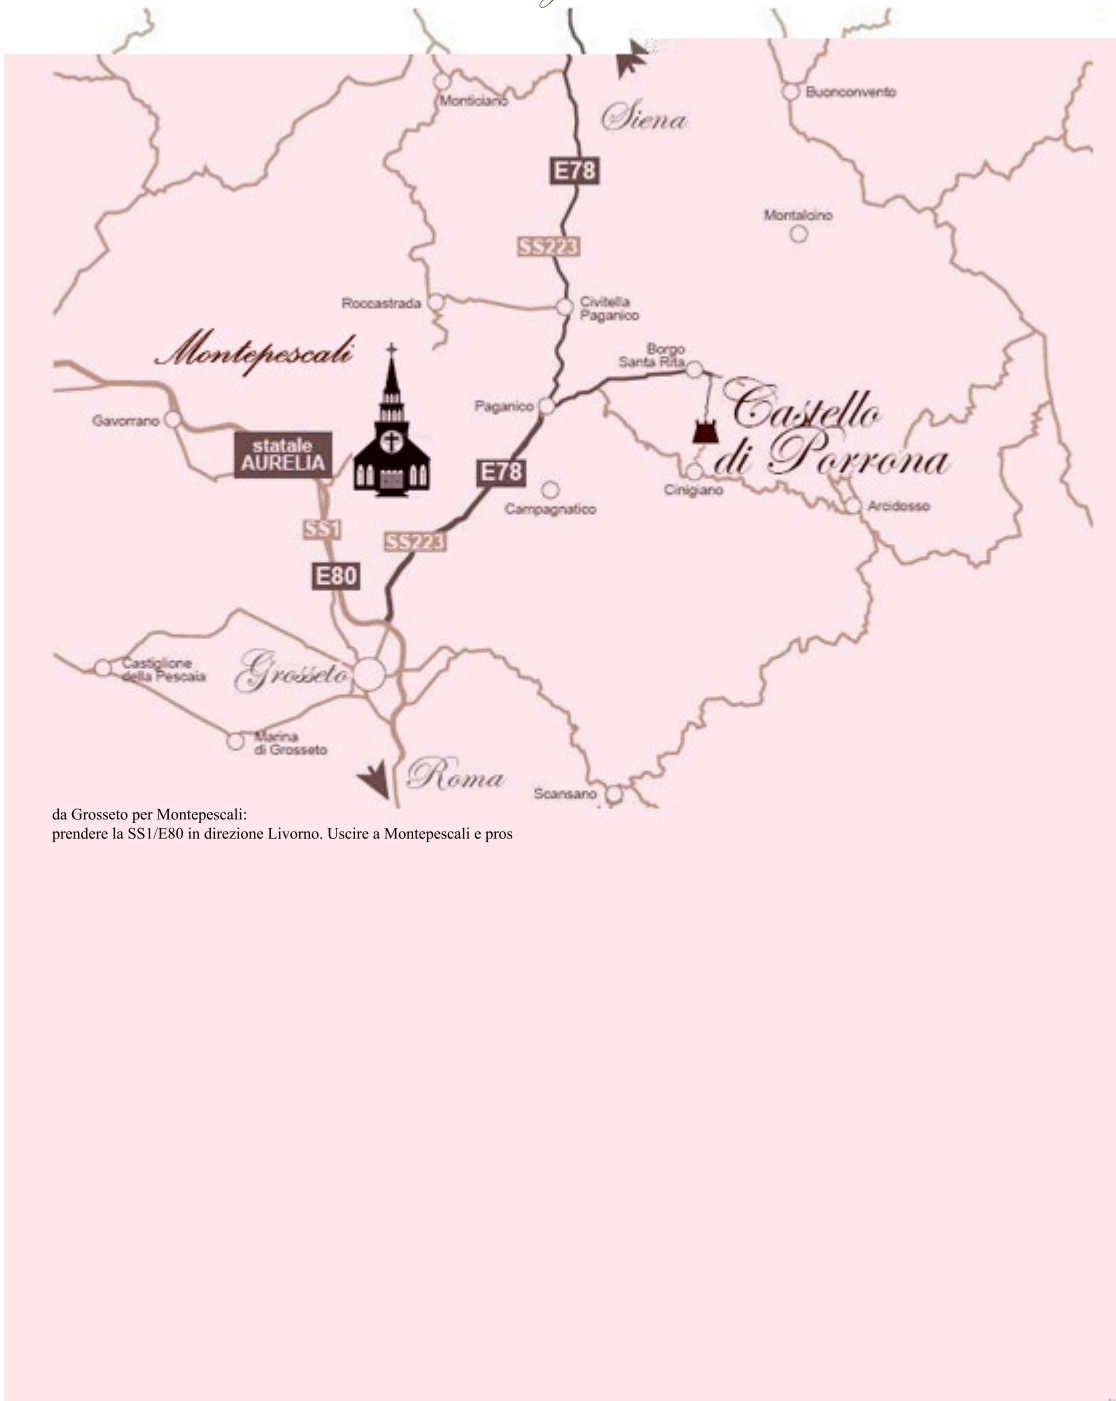 Monticiano
Siena
Buonconvento
E78
Montalcino
SS223
Roccastrada
Civitella
Paganico
Montepescali
Borgo
Santa Rita
Paganico
Castello
di Porrona
Gavorrano
statale
AURELIA
E78
Cinigiano
Campagnatico
Arcidosso
SS1
SS223
E80
Castiglione
della Pescaia
Grosseto
Marina
di Grosseto
Roma
Scansano
da Grosseto per Montepescali:
prendere la SS1/E80 in direzione Livorno. Uscire a Montepescali e pros